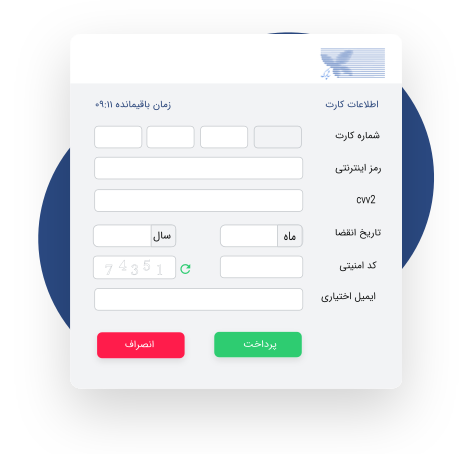 اطلاعات کارت زمان باقیمانده ۰۹:۱۱
شماره کارت
رمز اینترنتی
cvv2
تاریخ انقضا ماه سال
کد امنیتی 74351
ایمیل اختیاری
پرداخت انصراف